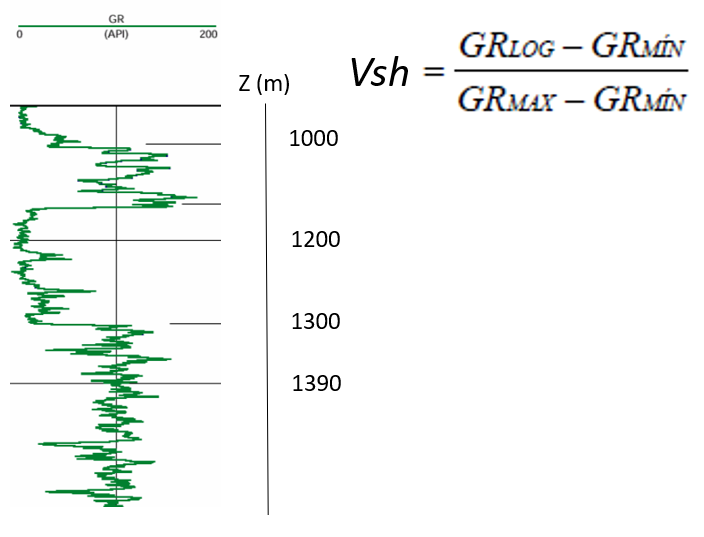 GR
0 (API) 200
Z (m)
Vsh = GRLOG – GRMÍN
GRMAX – GRMÍN
1000
1200
1300
1390